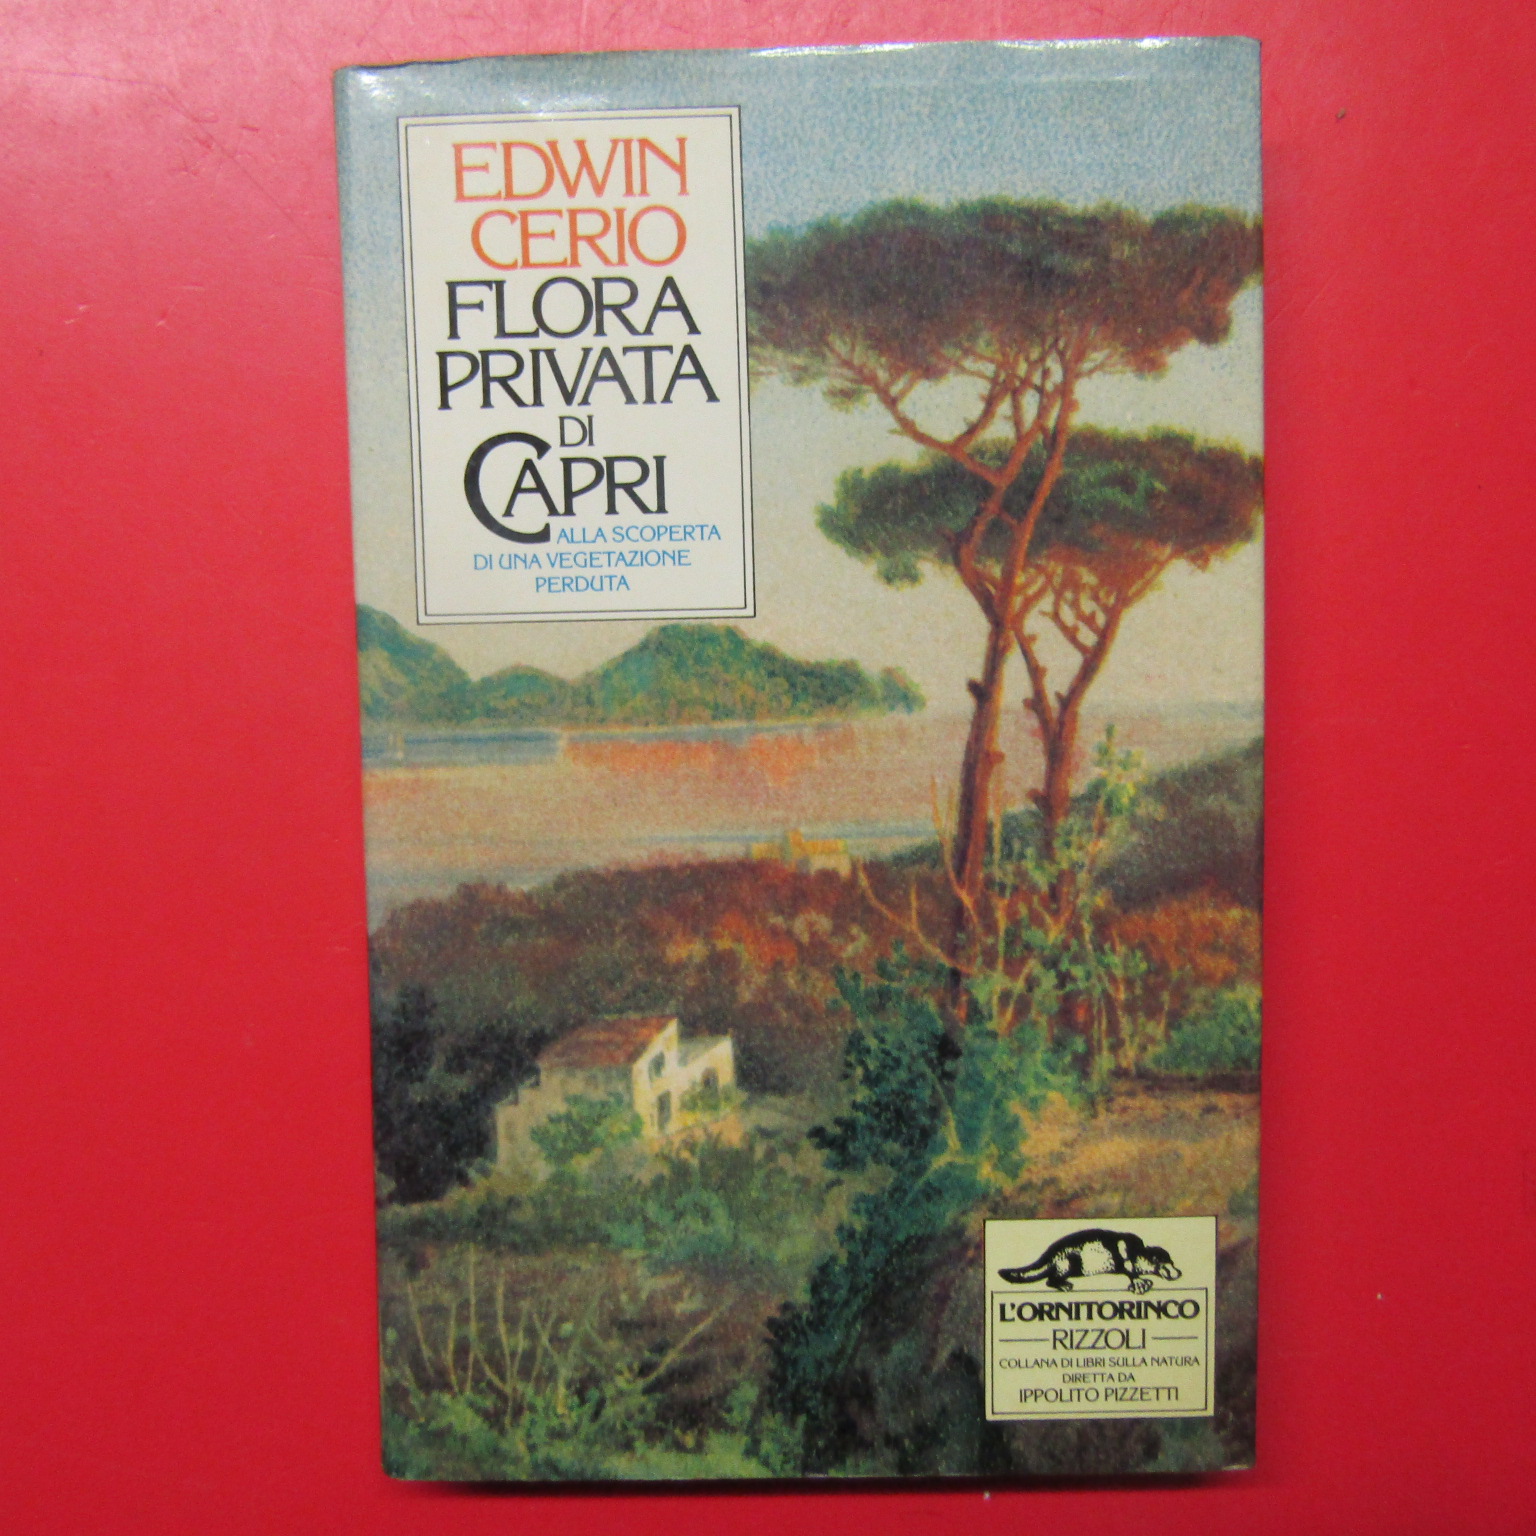 EDWIN
CERIO
FLORA
PRIVATA
DI
CAPRI
ALLA SCOPERTA
DI UNA VEGETAZIONE
PERDUTA
L'ORNITORINCO
RIZZOLI
COLLANA DI LIBRI SULLA NATURA
DIRETTA DA
IPPOLITO PIZZETTI